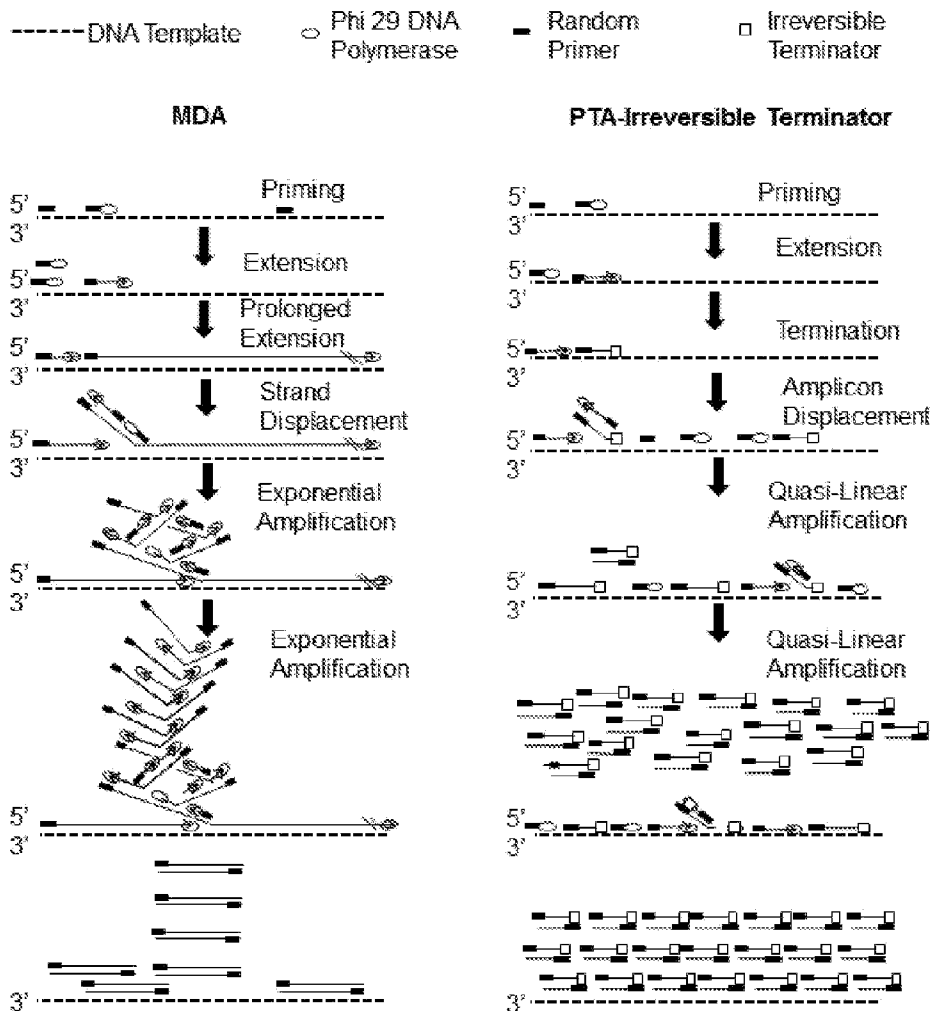 DNA Template
Phi 29 DNA
Polymerase
Random
Primer
Irreversible
Terminator
MDA
5'
3'
Priming
Extension
3'
Prolonged
Extension
5'
3'
Strand
Displacement
5'
3'
Exponential
Amplification
5'
3'
Exponential
Amplification
5'
3'
3'
PTA-Irreversible Terminator
5'
3'
Priming
Extension
5'
3'
Termination
5'
3'
Amplicon
Displacement
5'
3'
Quasi-Linear
Amplification
5'
3'
Quasi-Linear
Amplification
5'
3'
3'